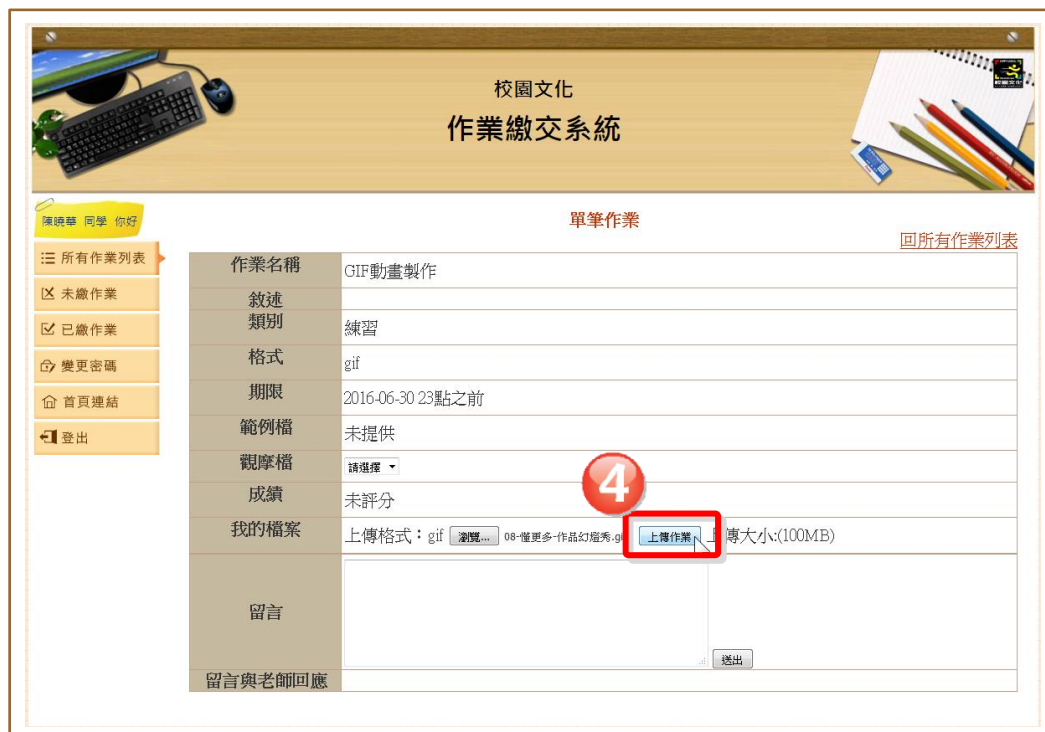 校園文化
作業繳交系統
陳曉華 同學 你好
單筆作業
回所有作業列表
所有作業列表
未繳作業
已繳作業
變更密碼
首頁連結
登出
作業名稱 GIF動畫製作
敘述
類別 練習
格式 gif
期限 2016-06-30 23點之前
範例檔 未提供
觀摩檔 請選擇
4
成績 未評分
我的檔案 上傳格式：gif 瀏覽... 08-懂更多-作品幻燈秀.gi 上傳作業 上傳大小:(100MB)
留言
送出
留言與老師回應